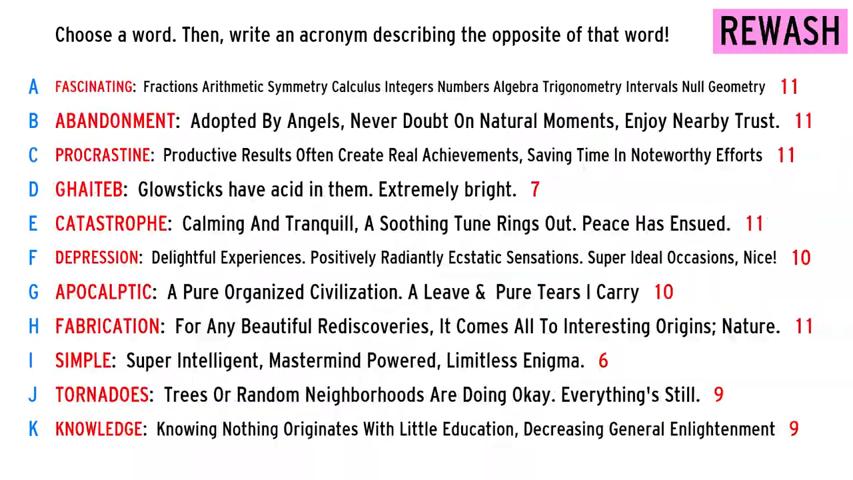 Choose a word. Then, write an acronym describing the opposite of that word!
REWASH
A FASCINATING: Fractions Arithmetic Symmetry Calculus Integers Numbers Algebra Trigonometry Intervals Null Geometry 11
B ABANDONMENT: Adopted By Angels, Never Doubt On Natural Moments, Enjoy Nearby Trust. 11
C PROCRASTINE: Productive Results Often Create Real Achievements, Saving Time In Noteworthy Efforts 11
D GHAITEB: Glowsticks have acid in them. Extremely bright. 7
E CATASTROPHE: Calming And Tranquill, A Soothing Tune Rings Out. Peace Has Ensued. 11
F DEPRESSION: Delightful Experiences. Positively Radiantly Ecstatic Sensations. Super Ideal Occasions, Nice! 10
G APOCALPTIC: A Pure Organized Civilization. A Leave & Pure Tears I Carry 10
H FABRICATION: For Any Beautiful Rediscoveries, It Comes All To Interesting Origins; Nature. 11
I SIMPLE: Super Intelligent, Mastermind Powered, Limitless Enigma. 6
J TORNADOES: Trees Or Random Neighborhoods Are Doing Okay. Everything's Still. 9
K KNOWLEDGE: Knowing Nothing Originates With Little Education, Decreasing General Enlightenment 9